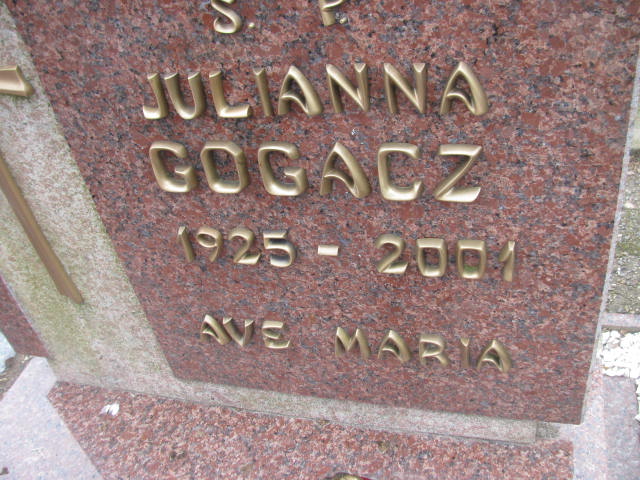 S. P.
JULIANNA
GOGACZ
1925 - 2001
AVE MARIA